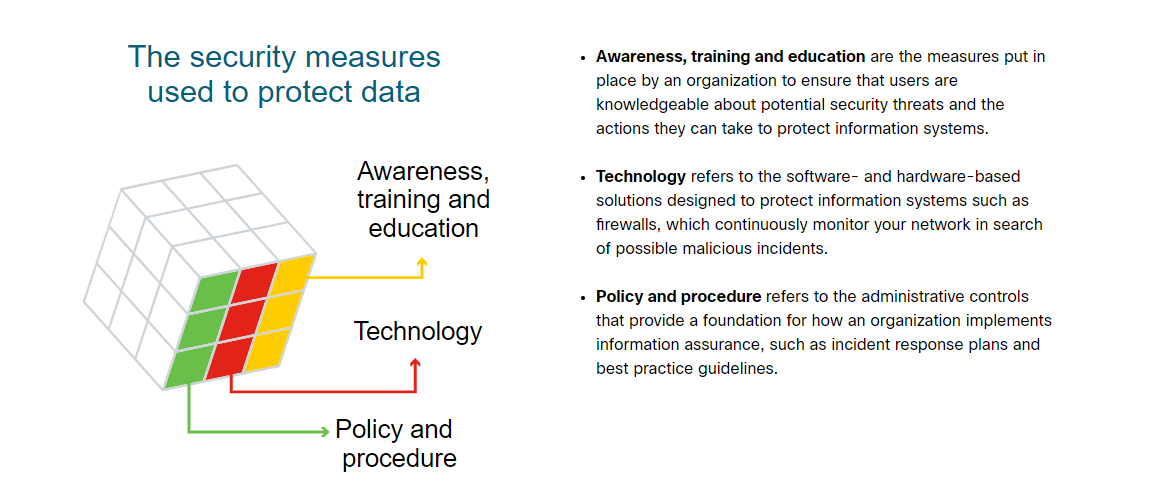 The security measures
used to protect data
Awareness,
training and
education
Technology
Policy and
procedure
• Awareness, training and education are the measures put in
place by an organization to ensure that users are
knowledgeable about potential security threats and the
actions they can take to protect information systems.
• Technology refers to the software- and hardware-based
solutions designed to protect information systems such as
firewalls, which continuously monitor your network in search
of possible malicious incidents.
• Policy and procedure refers to the administrative controls
that provide a foundation for how an organization implements
information assurance, such as incident response plans and
best practice guidelines.